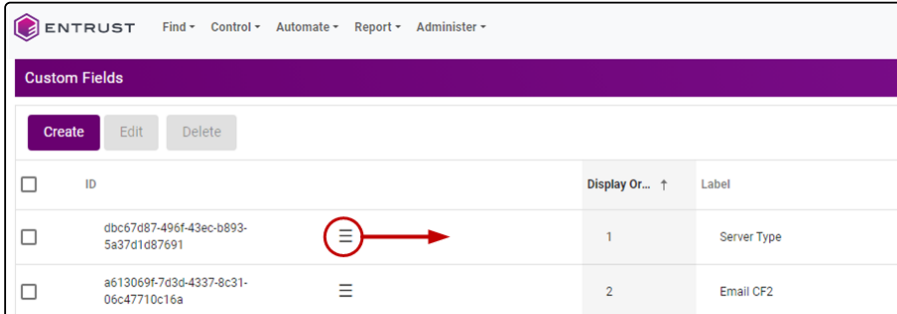 ENTRUST Find Control Automate Report Administer
Custom Fields
Create Edit Delete
ID Display Or... ↑ Label
dbc67d87-496f-43ec-b893-
5a37d1d87691 1 Server Type
a613069f-7d3d-4337-8c31-
06c47710c16a 2 Email CF2